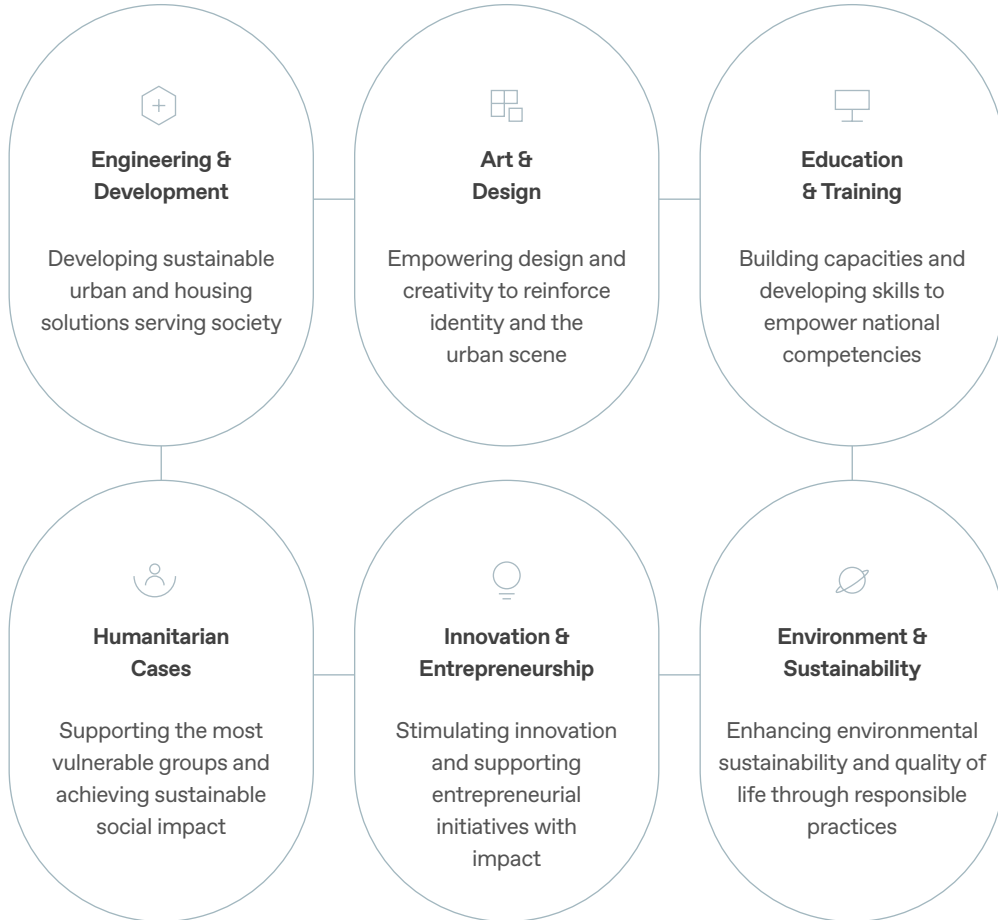 Engineering &
Development
Developing sustainable
urban and housing
solutions serving society
Art &
Design
Empowering design and
creativity to reinforce
identity and the
urban scene
Education
& Training
Building capacities and
developing skills to
empower national
competencies
Humanitarian
Cases
Supporting the most
vulnerable groups and
achieving sustainable
social impact
Innovation &
Entrepreneurship
Stimulating innovation
and supporting
entrepreneurial
initiatives with
impact
Environment &
Sustainability
Enhancing environmental
sustainability and quality of
life through responsible
practices